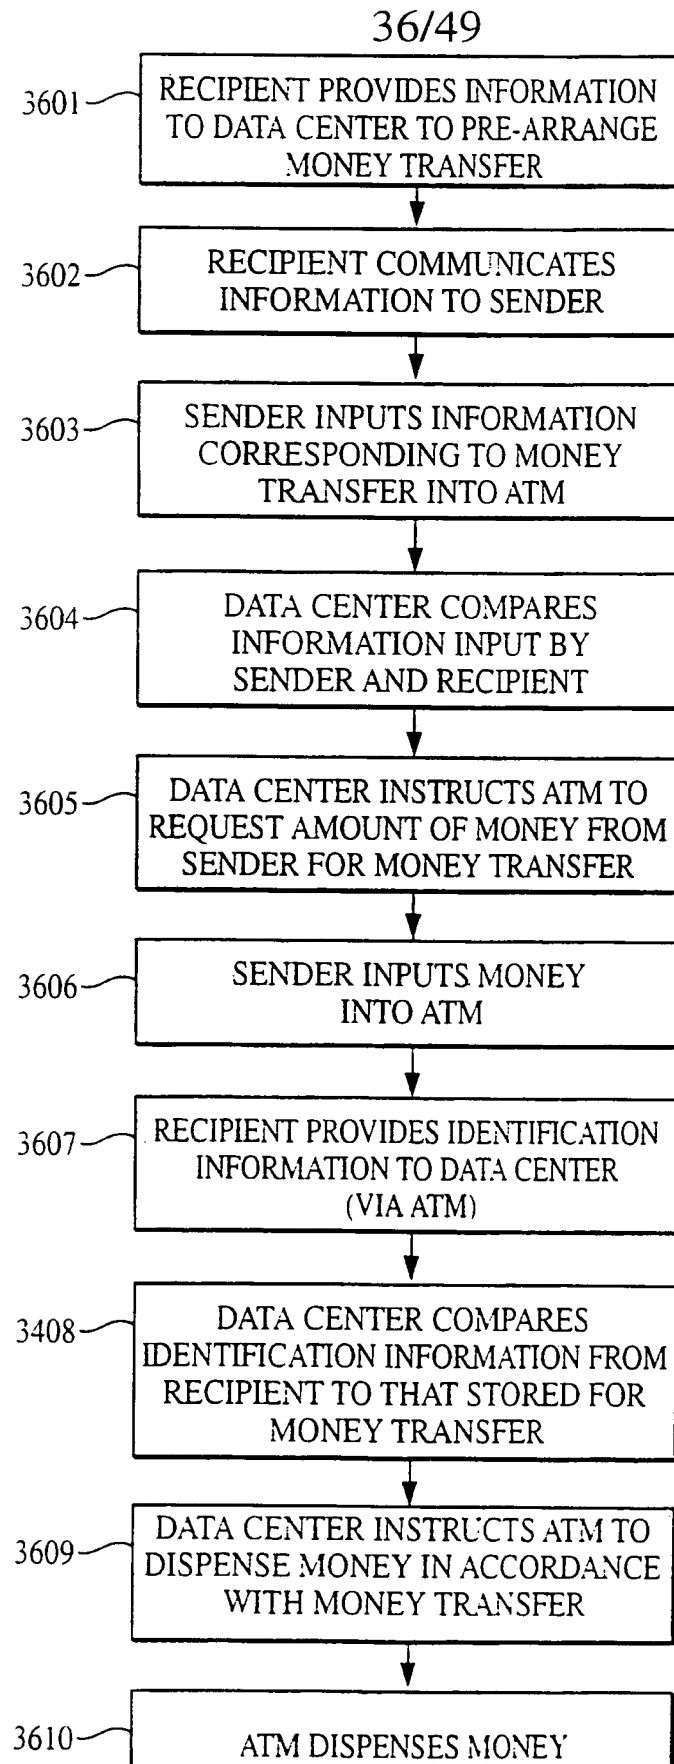 36/49
3601
RECIPIENT PROVIDES INFORMATION
TO DATA CENTER TO PRE-ARRANGE
MONEY TRANSFER
3602
RECIPIENT COMMUNICATES
INFORMATION TO SENDER
3603
SENDER INPUTS INFORMATION
CORRESPONDING TO MONEY
TRANSFER INTO ATM
3604
DATA CENTER COMPARES
INFORMATION INPUT BY
SENDER AND RECIPIENT
3605
DATA CENTER INSTRUCTS ATM TO
REQUEST AMOUNT OF MONEY FROM
SENDER FOR MONEY TRANSFER
3606
SENDER INPUTS MONEY
INTO ATM
3607
RECIPIENT PROVIDES IDENTIFICATION
INFORMATION TO DATA CENTER
(VIA ATM)
3408
DATA CENTER COMPARES
IDENTIFICATION INFORMATION FROM
RECIPIENT TO THAT STORED FOR
MONEY TRANSFER
3609
DATA CENTER INSTRUCTS ATM TO
DISPENSE MONEY IN ACCORDANCE
WITH MONEY TRANSFER
3610
ATM DISPENSES MONEY